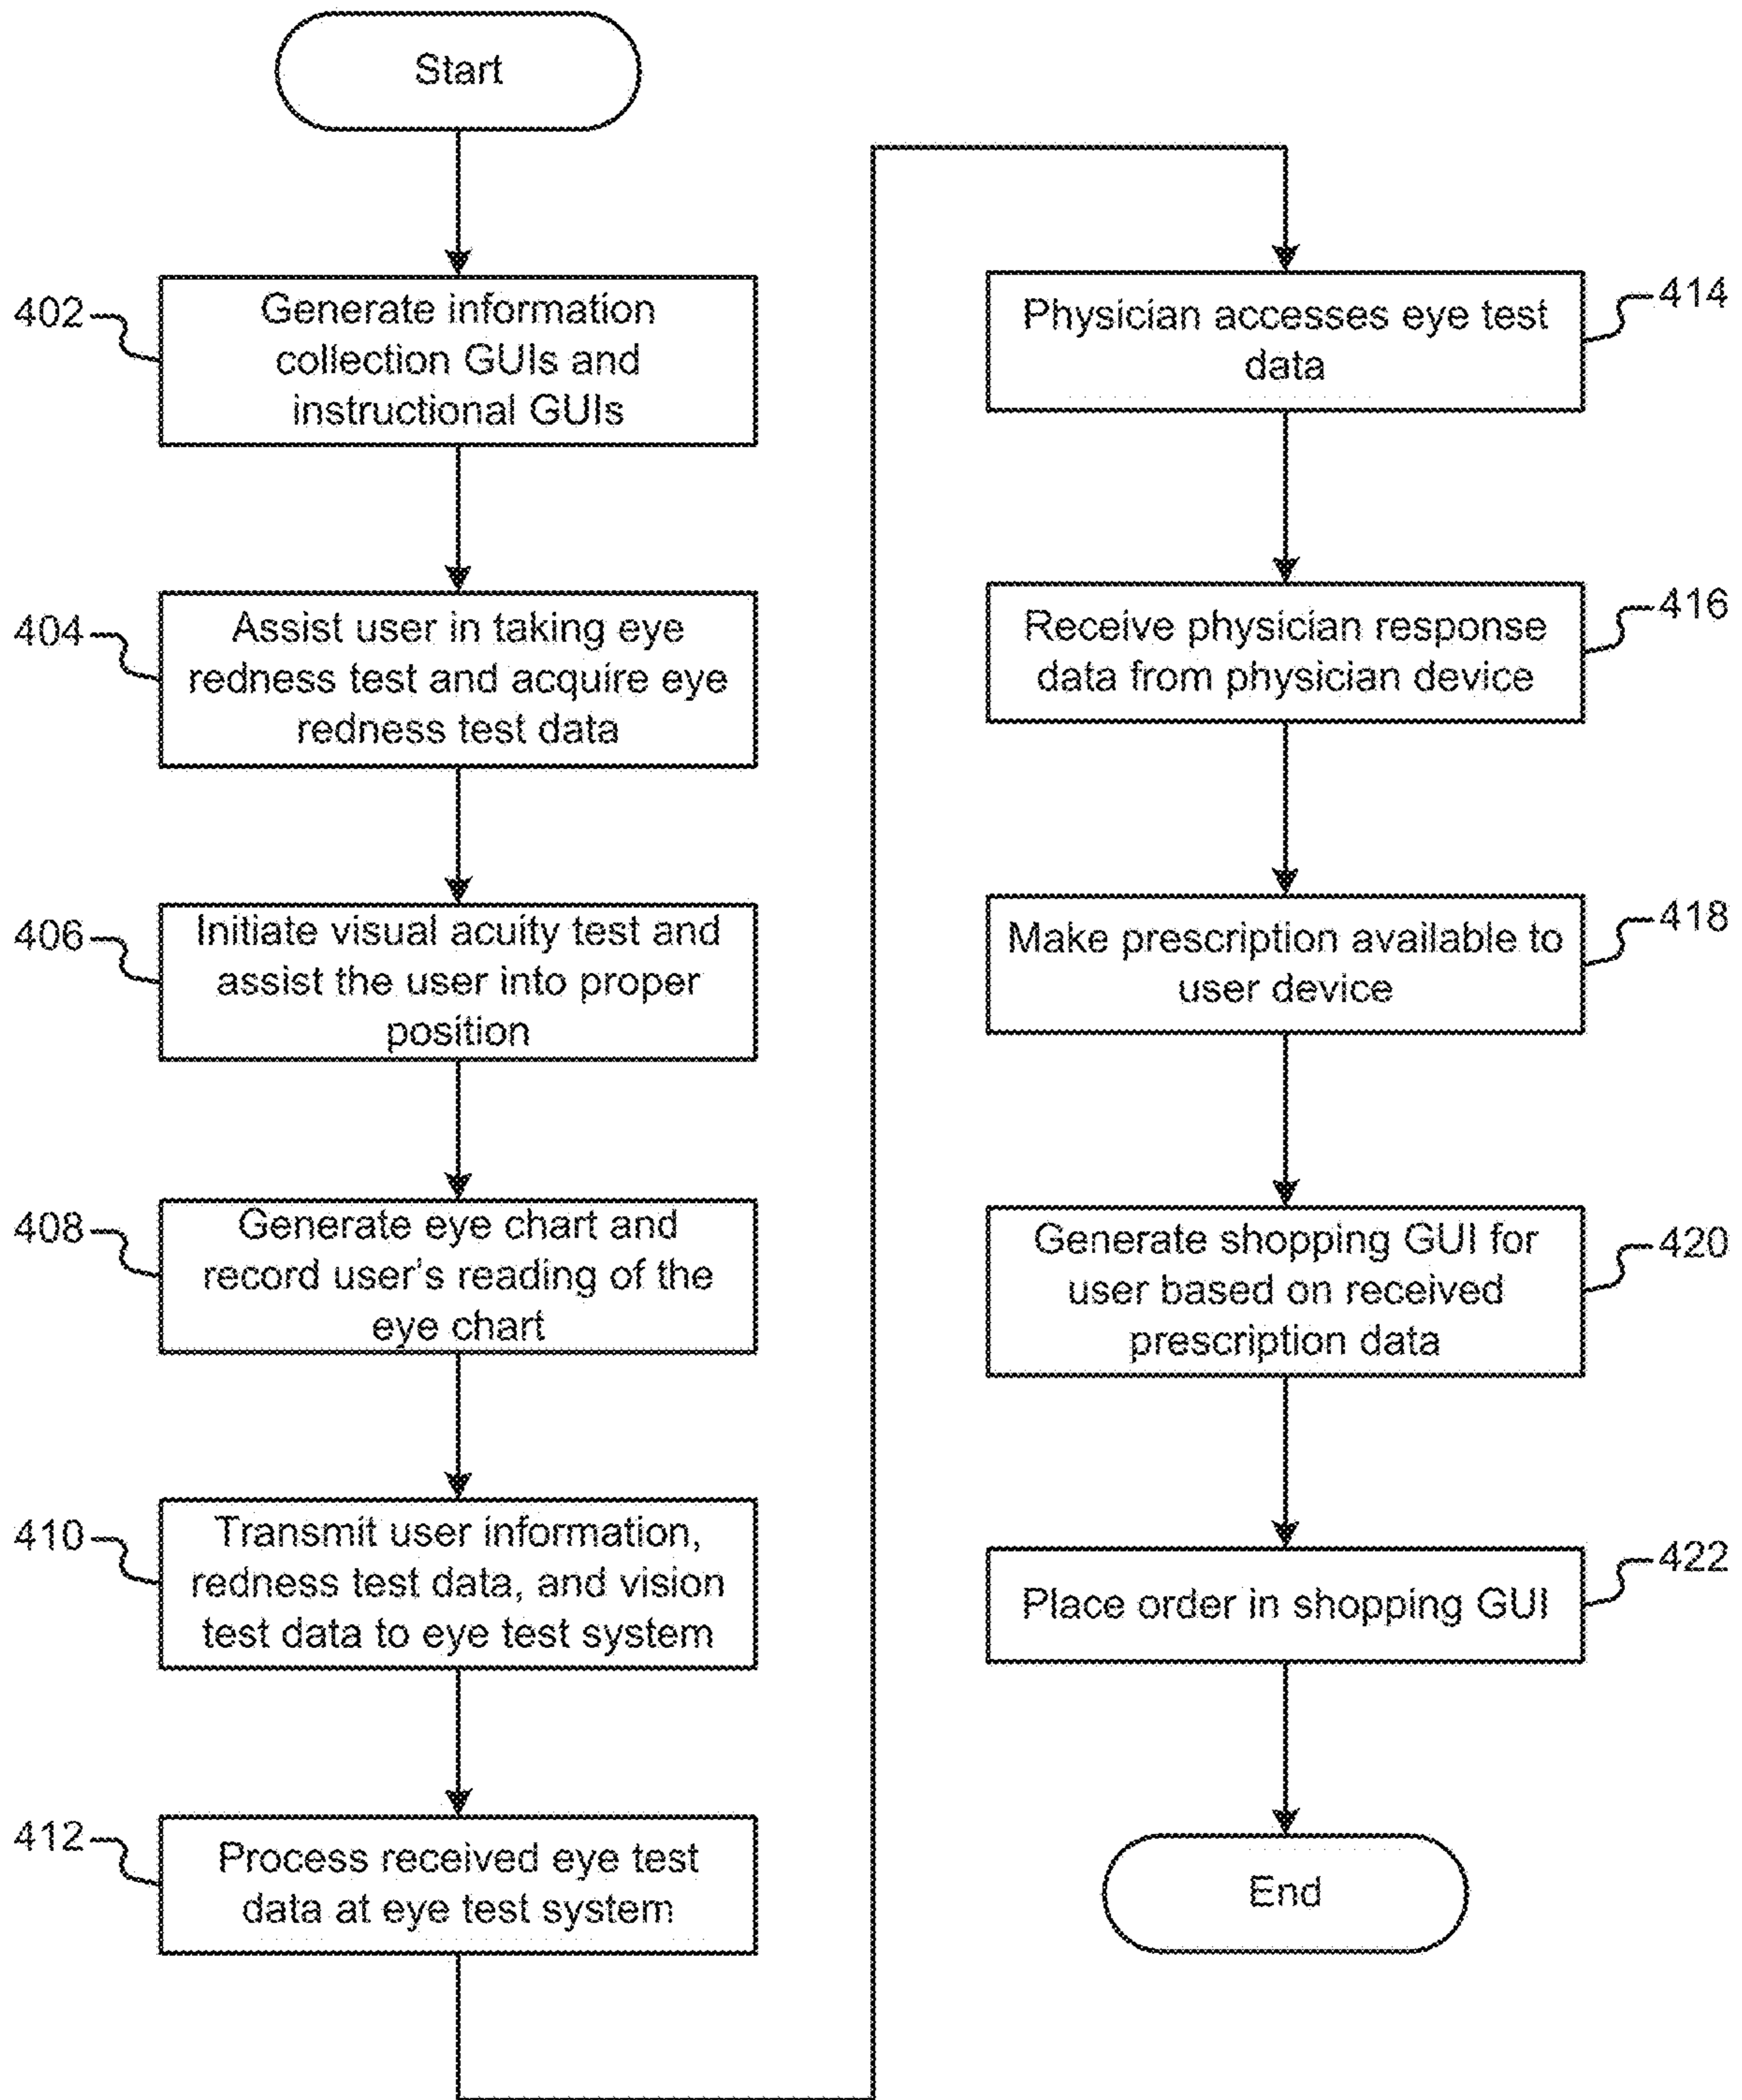 Start
402
Generate information
collection GUIs and
instructional GUIs
404
Assist user in taking eye
redness test and acquire eye
redness test data
406
Initiate visual acuity test and
assist the user into proper
position
408
Generate eye chart and
record user's reading of the
eye chart
410
Transmit user information,
redness test data, and vision
test data to eye test system
412
Process received eye test
data at eye test system
414
Physician accesses eye test
data
416
Receive physician response
data from physician device
418
Make prescription available to
user device
420
Generate shopping GUI for
user based on received
prescription data
422
Place order in shopping GUI
End